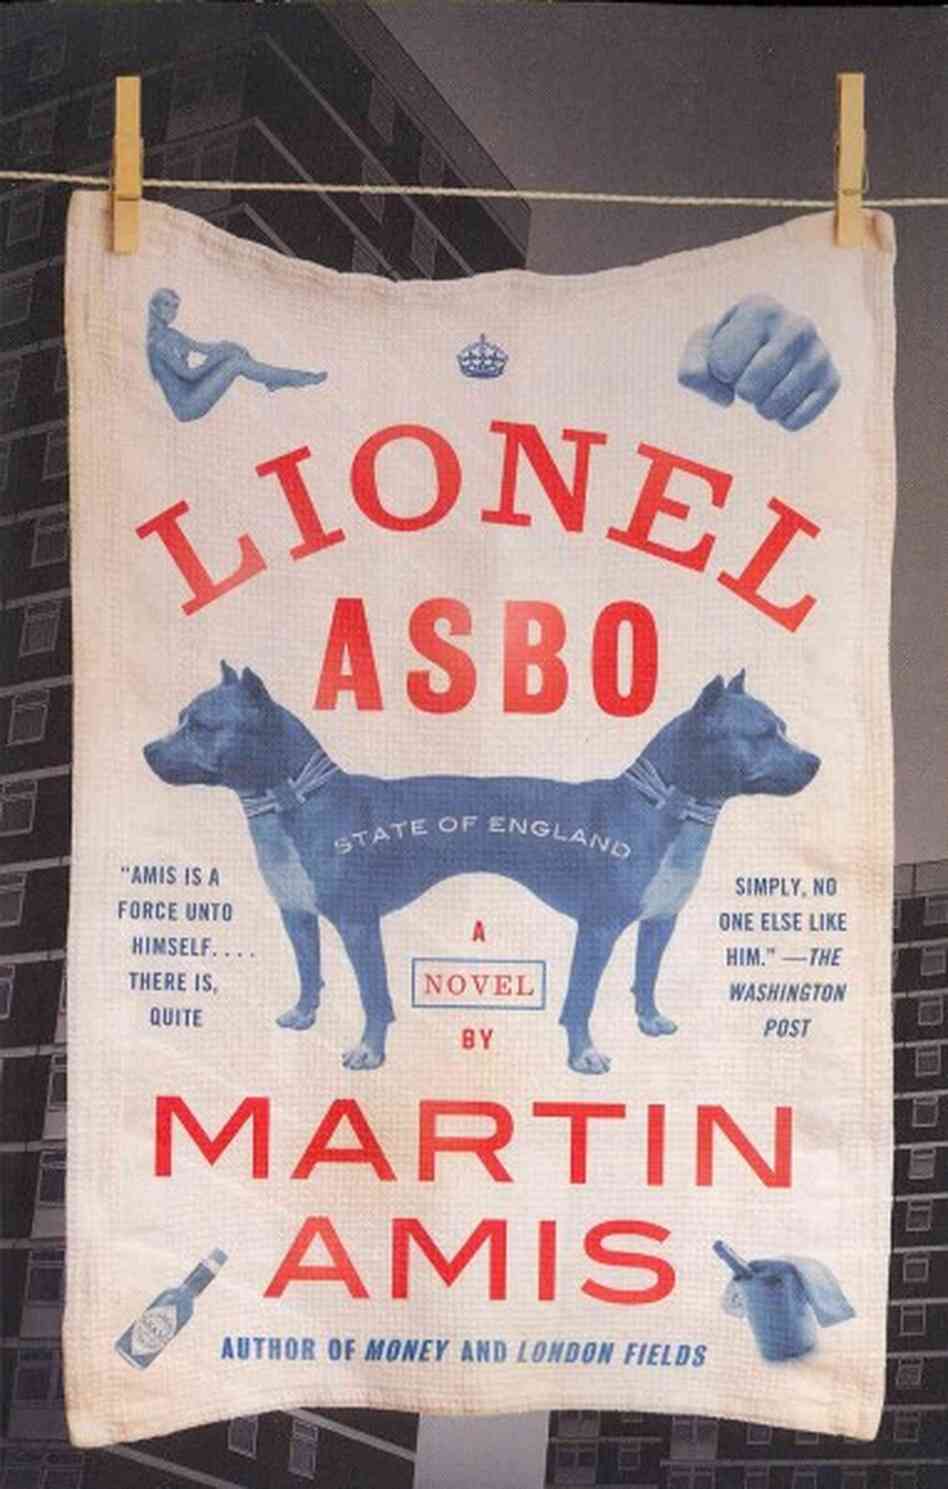 LIONEL
ASBO
STATE OF ENGLAND
"AMIS IS A
FORCE UNTO
HIMSELF....
THERE IS,
QUITE
SIMPLY, NO
ONE ELSE LIKE
HIM." —THE
WASHINGTON
POST
A
NOVEL
BY
MARTIN
AMIS
AUTHOR OF MONEY AND LONDON FIELDS